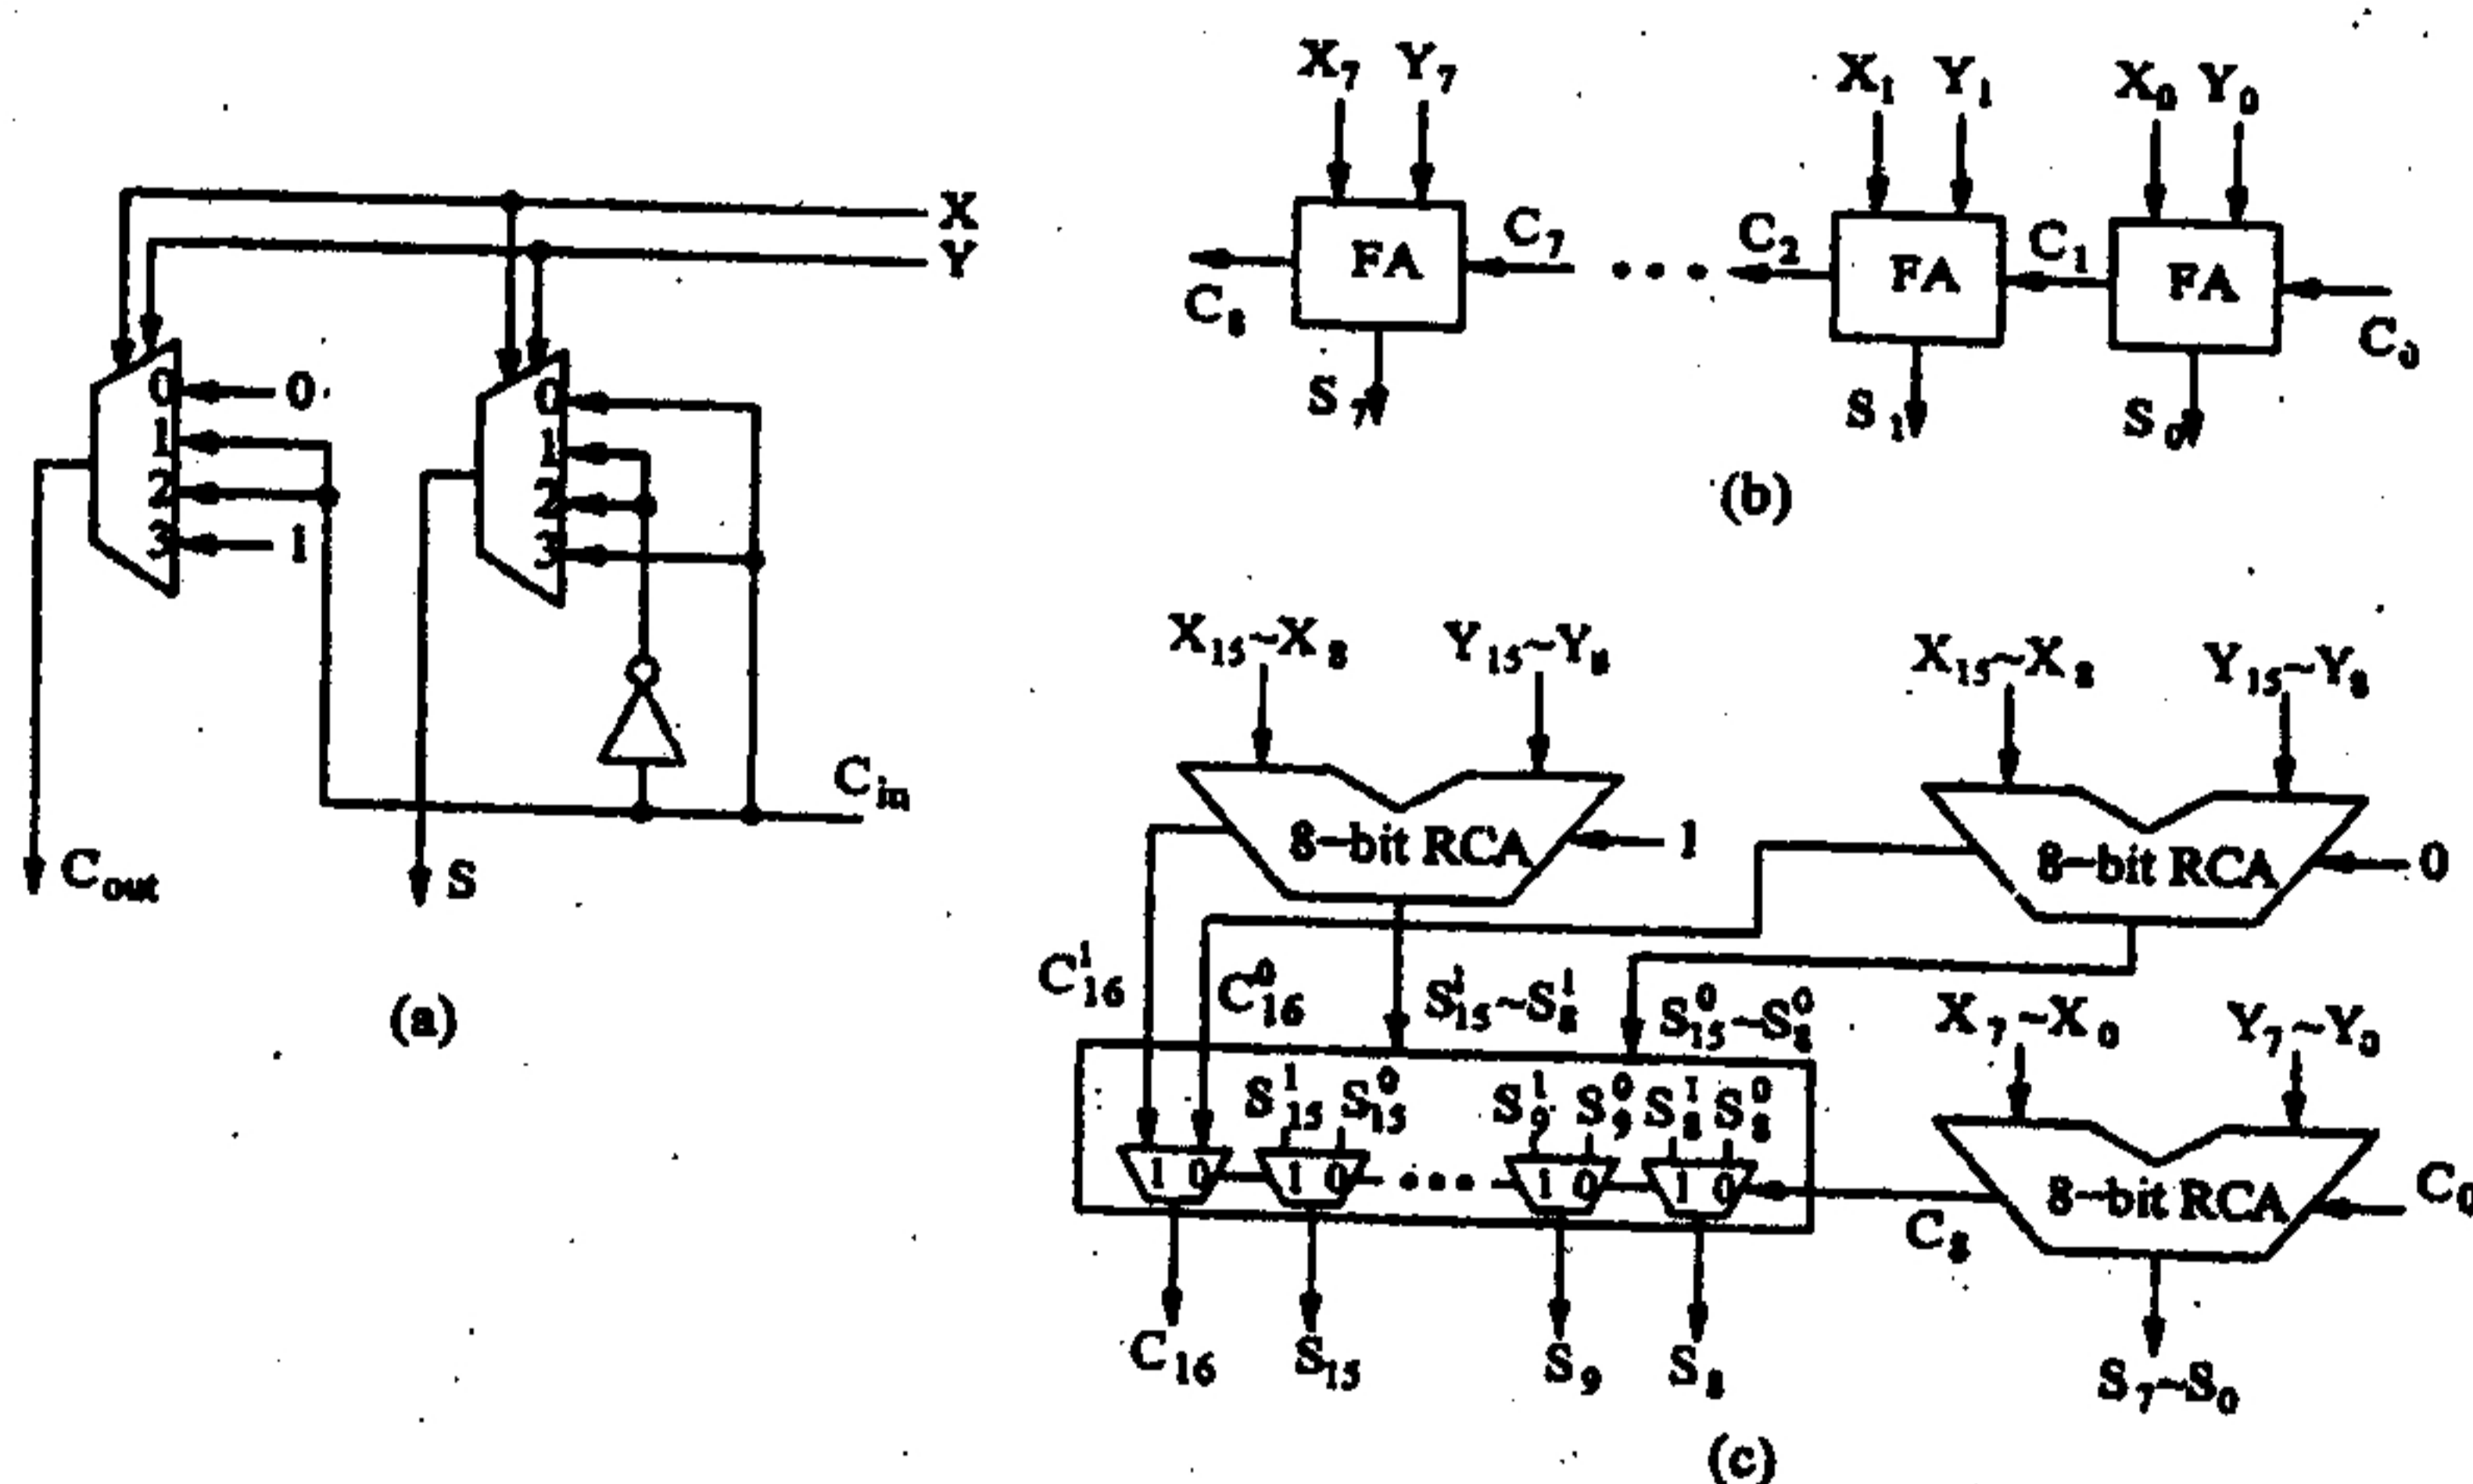 X
Y
0
0
1
2
3
1
0
1
2
3
C_in
C_out
S
(a)
X_7 Y_7
X_1 Y_1
X_0 Y_0
FA
C_7
C_2
FA
C_1
FA
C_8
C_0
S_7
S_1
S_0
(b)
X_15~X_8
Y_15~Y_8
X_15~X_8
Y_15~Y_8
8-bit RCA
1
8-bit RCA
0
C^1_16
C^0_16
S^1_15~S^1_8
S^0_15~S^0_8
X_7~X_0
Y_7~Y_0
S^1_15 S^0_15
S^1_9 S^0_9 S^1_8 S^0_8
1 0
1 0
1 0
1 0
8-bit RCA
C_0
C_8
C_16
S_15
S_9
S_8
S_7~S_0
(c)